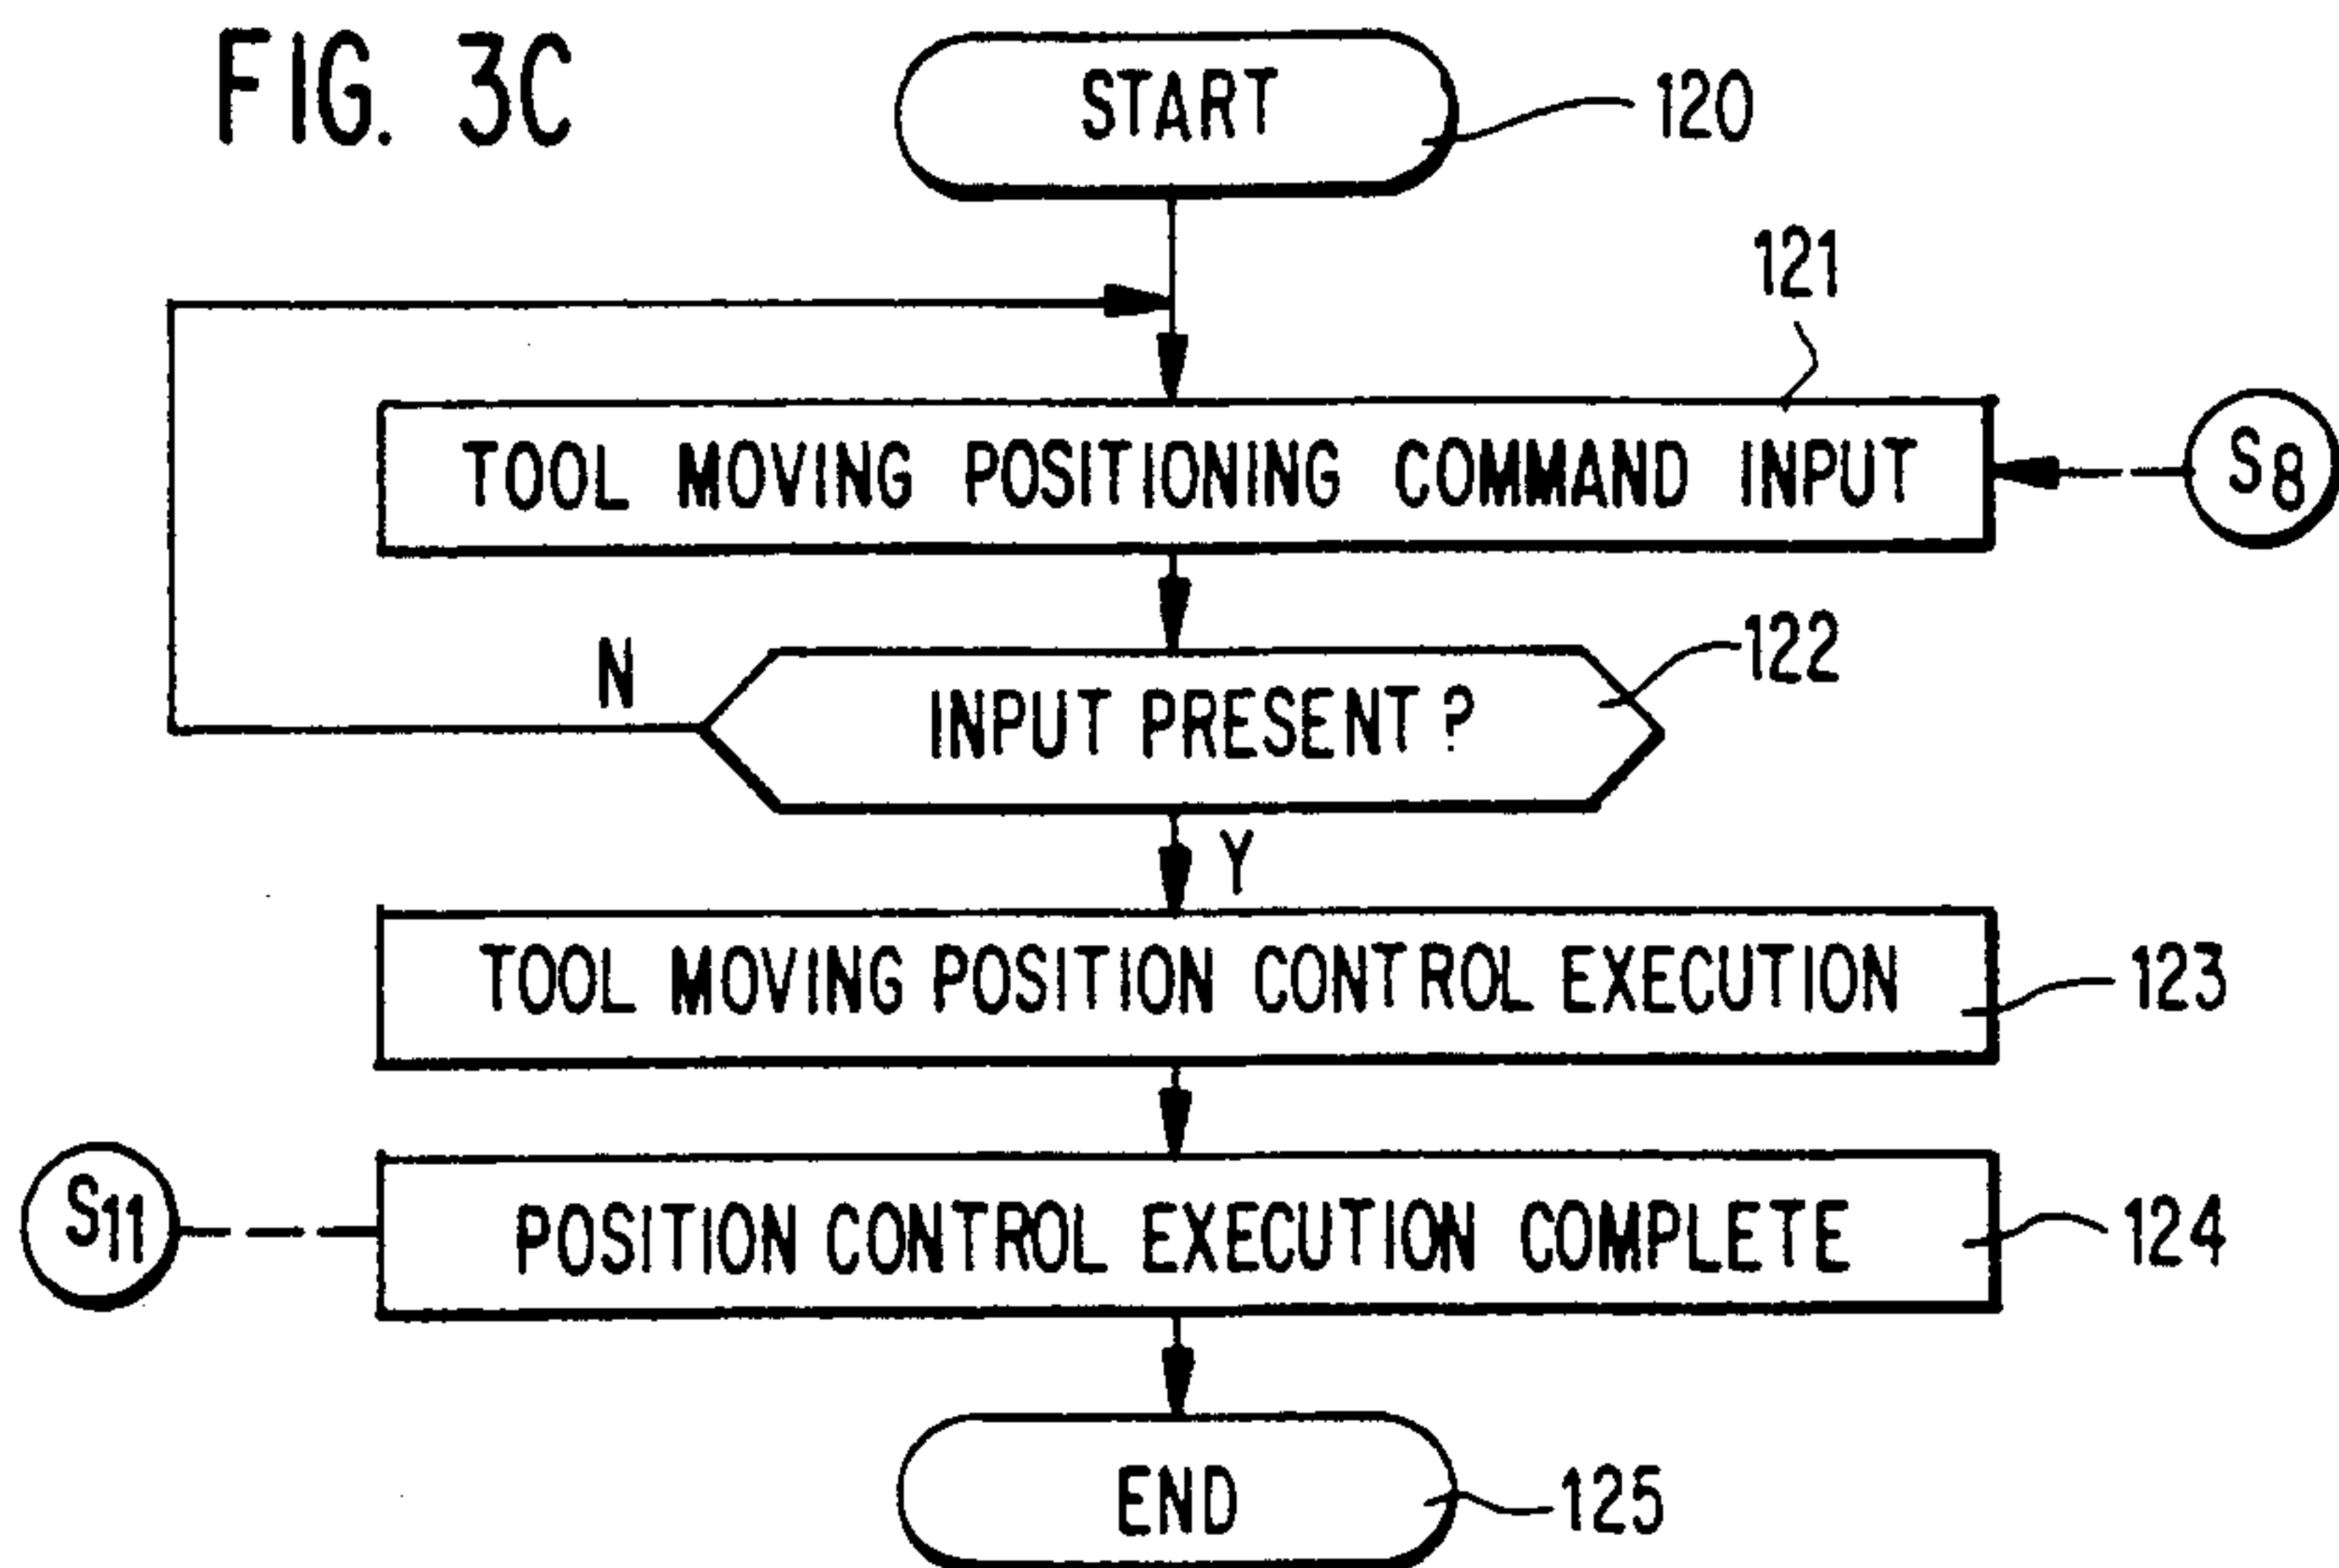 FIG. 3C
START
120
121
TOOL MOVING POSITIONING COMMAND INPUT
S8
N
122
INPUT PRESENT ?
Y
TOOL MOVING POSITION CONTROL EXECUTION
123
S11
POSITION CONTROL EXECUTION COMPLETE
124
END
125